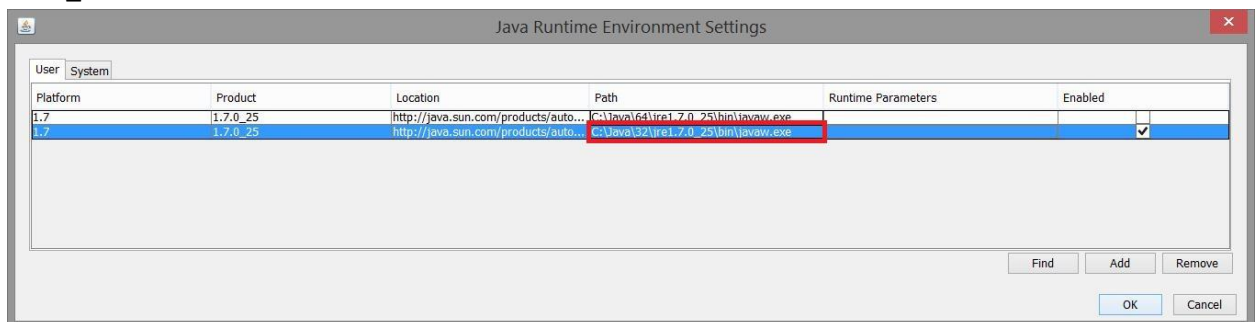 Java Runtime Environment Settings
User System
Platform Product Location Path Runtime Parameters Enabled
1.7 1.7.0_25 http://java.sun.com/products/auto... C:\Java\64\jre1.7.0_25\bin\javaw.exe
1.7 1.7.0_25 http://java.sun.com/products/auto... C:\Java\32\jre1.7.0_25\bin\javaw.exe
Find Add Remove
OK Cancel